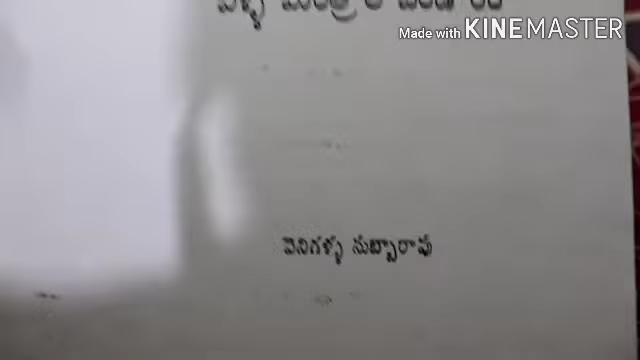 పెళ్ళి మంత్రాల బండారం
Made with KINEMASTER
వెనిగళ్ళ సుబ్బారావు